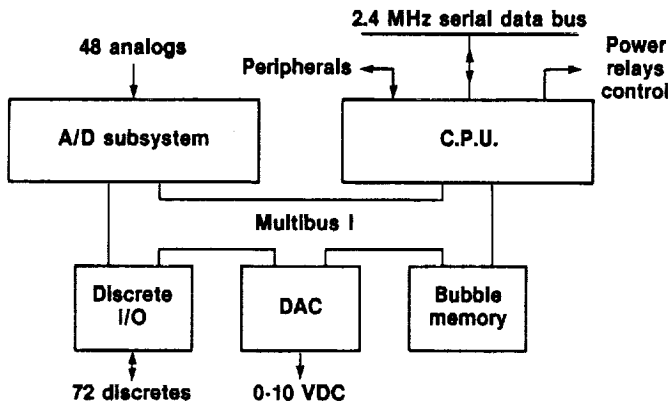 2.4 MHz serial data bus
48 analogs
Peripherals
Power
relays
control
A/D subsystem
C.P.U.
Multibus I
Discrete
I/O
DAC
Bubble
memory
72 discretes
0-10 VDC